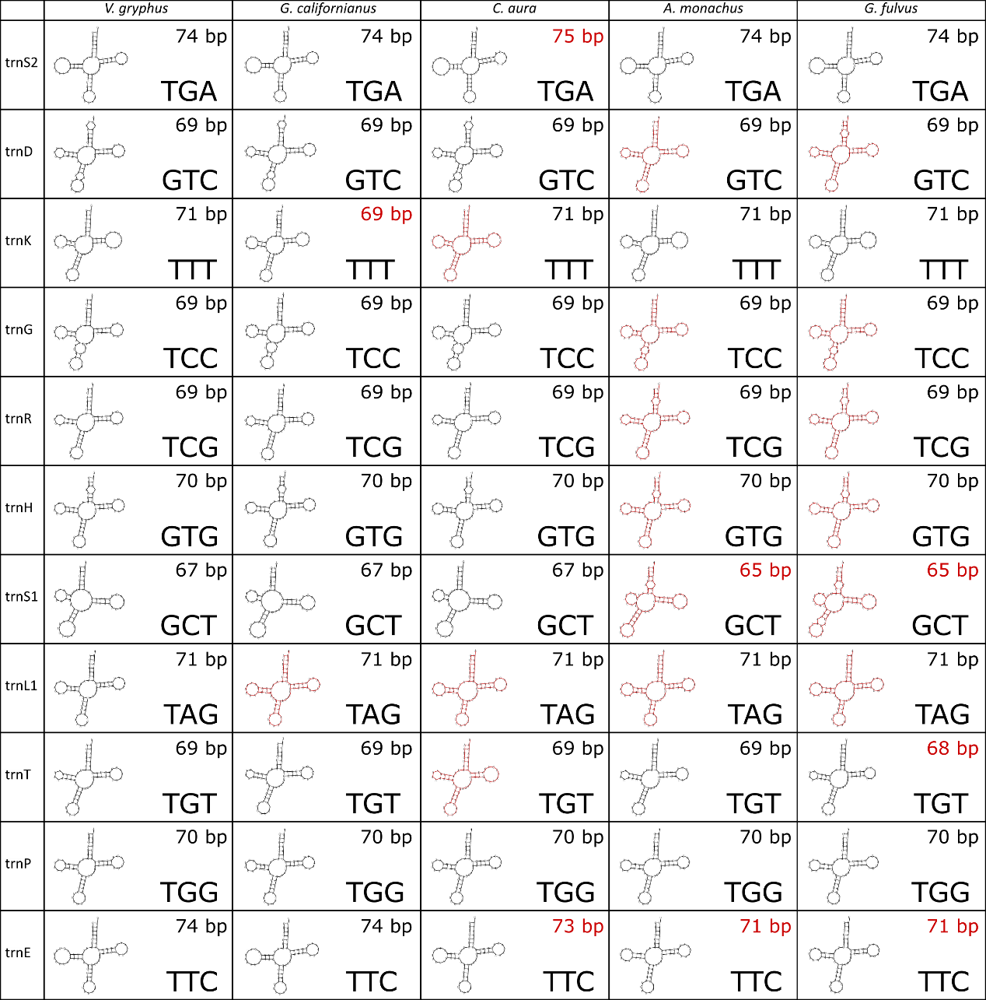 V. gryphus G. californianus C. aura A. monachus G. fulvus
74 bp 74 bp 75 bp 74 bp 74 bp
trnS2
TGA TGA TGA TGA TGA
69 bp 69 bp 69 bp 69 bp 69 bp
trnD
GTC GTC GTC GTC GTC
71 bp 69 bp 71 bp 71 bp 71 bp
trnK
TTT TTT TTT TTT TTT
69 bp 69 bp 69 bp 69 bp 69 bp
trnG
TCC TCC TCC TCC TCC
69 bp 69 bp 69 bp 69 bp 69 bp
trnR
TCG TCG TCG TCG TCG
70 bp 70 bp 70 bp 70 bp 70 bp
trnH
GTG GTG GTG GTG GTG
67 bp 67 bp 67 bp 65 bp 65 bp
trnS1
GCT GCT GCT GCT GCT
71 bp 71 bp 71 bp 71 bp 71 bp
trnL1
TAG TAG TAG TAG TAG
69 bp 69 bp 69 bp 69 bp 68 bp
trnT
TGT TGT TGT TGT TGT
70 bp 70 bp 70 bp 70 bp 70 bp
trnP
TGG TGG TGG TGG TGG
74 bp 74 bp 73 bp 71 bp 71 bp
trnE
TTC TTC TTC TTC TTC